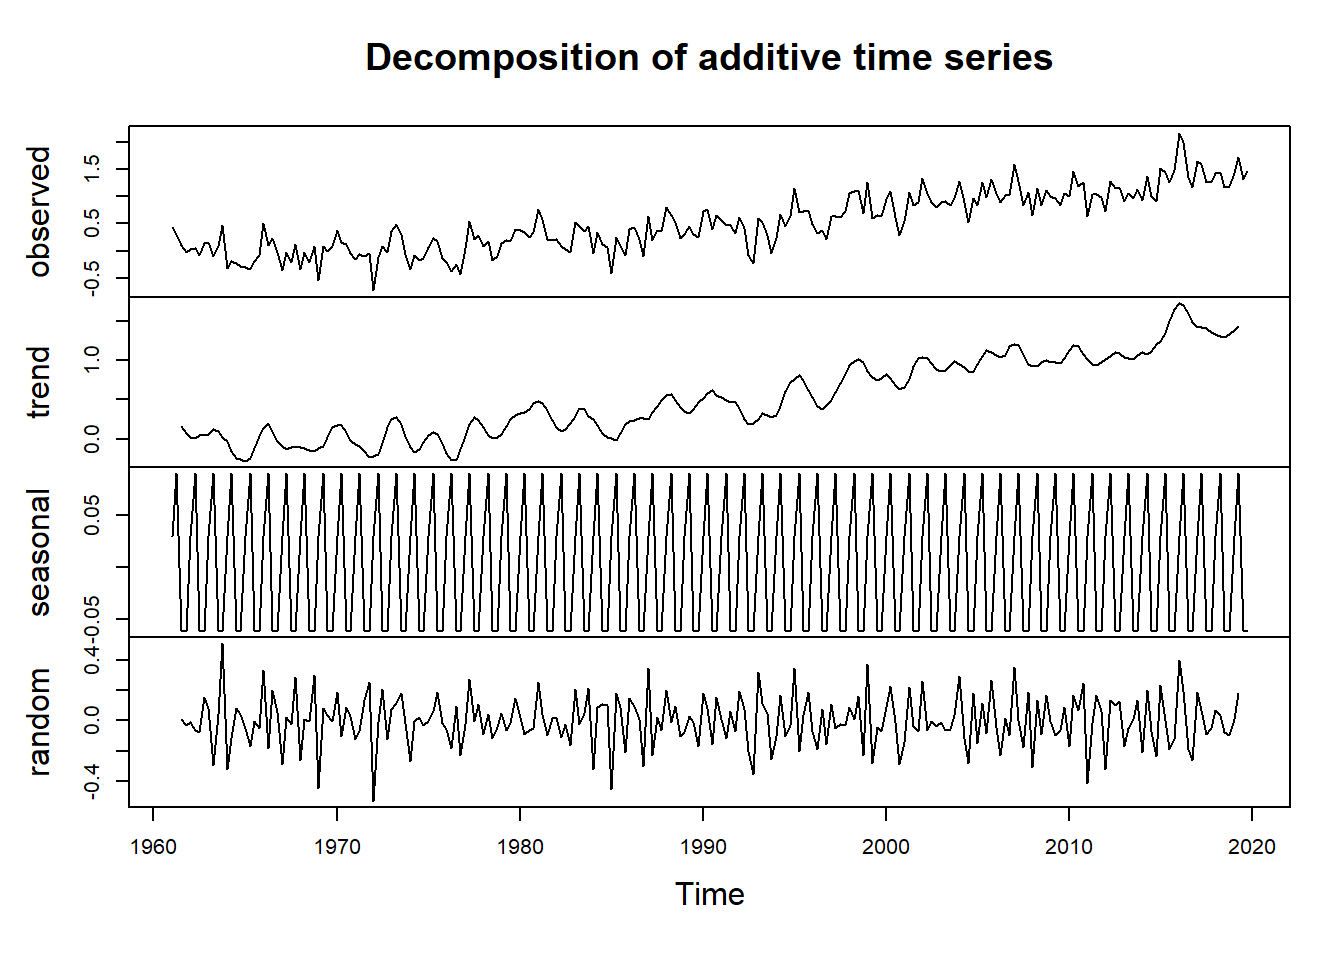 Decomposition of additive time series
observed
-0.5 0.5 1.5
trend
0.0 1.0
seasonal
-0.05 0.05
random
-0.4 0.0 0.4
1960 1970 1980 1990 2000 2010 2020
Time